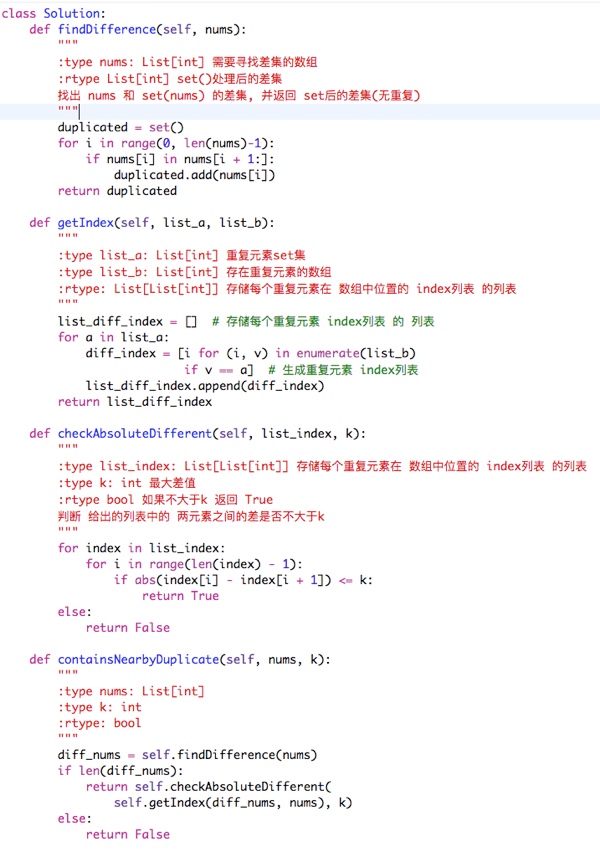 class Solution:
    def findDifference(self, nums):
        """
        :type nums: List[int] 需要寻找差集的数组
        :rtype List[int] set()处理后的差集
        找出 nums 和 set(nums) 的差集, 并返回 set后的差集(无重复)
        """
        duplicated = set()
        for i in range(0, len(nums)-1):
            if nums[i] in nums[i + 1:]:
                duplicated.add(nums[i])
        return duplicated

    def getIndex(self, list_a, list_b):
        """
        :type list_a: List[int] 重复元素set集
        :type list_b: List[int] 存在重复元素的数组
        :rtype: List[List[int]] 存储每个重复元素在 数组中位置的 index列表 的列表
        """
        list_diff_index = []  # 存储每个重复元素 index列表 的 列表
        for a in list_a:
            diff_index = [i for (i, v) in enumerate(list_b)
                          if v == a]  # 生成重复元素 index列表
            list_diff_index.append(diff_index)
        return list_diff_index

    def checkAbsoluteDifferent(self, list_index, k):
        """
        :type list_index: List[List[int]] 存储每个重复元素在 数组中位置的 index列表 的列表
        :type k: int 最大差值
        :rtype bool 如果不大于k 返回 True
        判断 给出的列表中的 两元素之间的差是否不大于k
        """
        for index in list_index:
            for i in range(len(index) - 1):
                if abs(index[i] - index[i + 1]) <= k:
                    return True
        else:
            return False

    def containsNearbyDuplicate(self, nums, k):
        """
        :type nums: List[int]
        :type k: int
        :rtype: bool
        """
        diff_nums = self.findDifference(nums)
        if len(diff_nums):
            return self.checkAbsoluteDifferent(
                self.getIndex(diff_nums, nums), k)
        else:
            return False